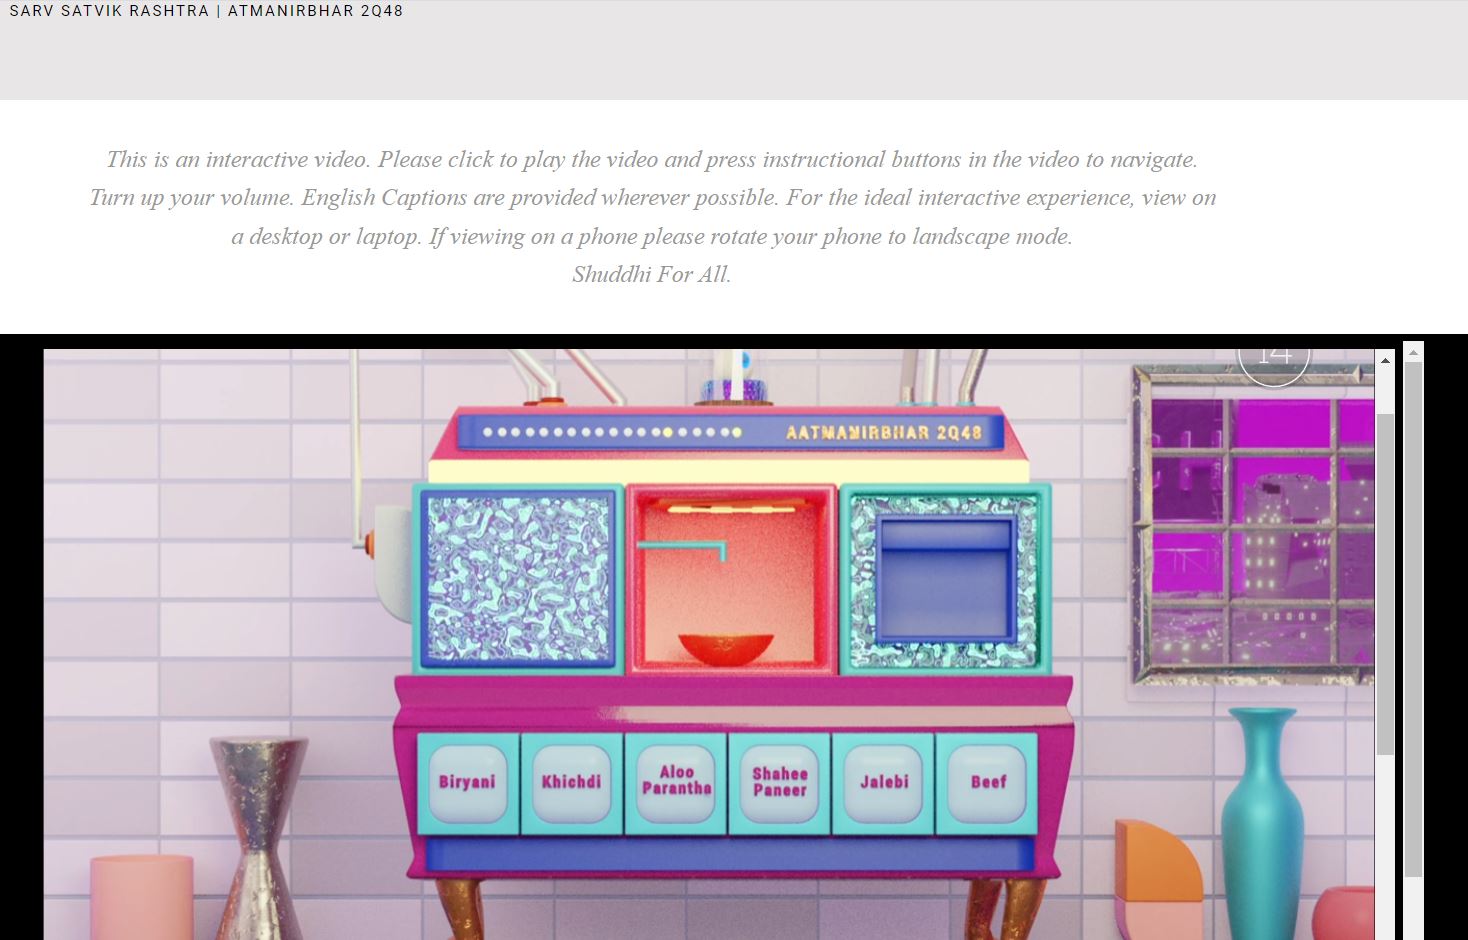 SARV SATVIK RASHTRA | ATMANIRBHAR 2Q48
This is an interactive video. Please click to play the video and press instructional buttons in the video to navigate.
Turn up your volume. English Captions are provided wherever possible. For the ideal interactive experience, view on
a desktop or laptop. If viewing on a phone please rotate your phone to landscape mode.
Shuddhi For All.
14
AATMANIRBHAR 2Q48
Biryani
Khichdi
Aloo
Parantha
Shahee
Paneer
Jalebi
Beef